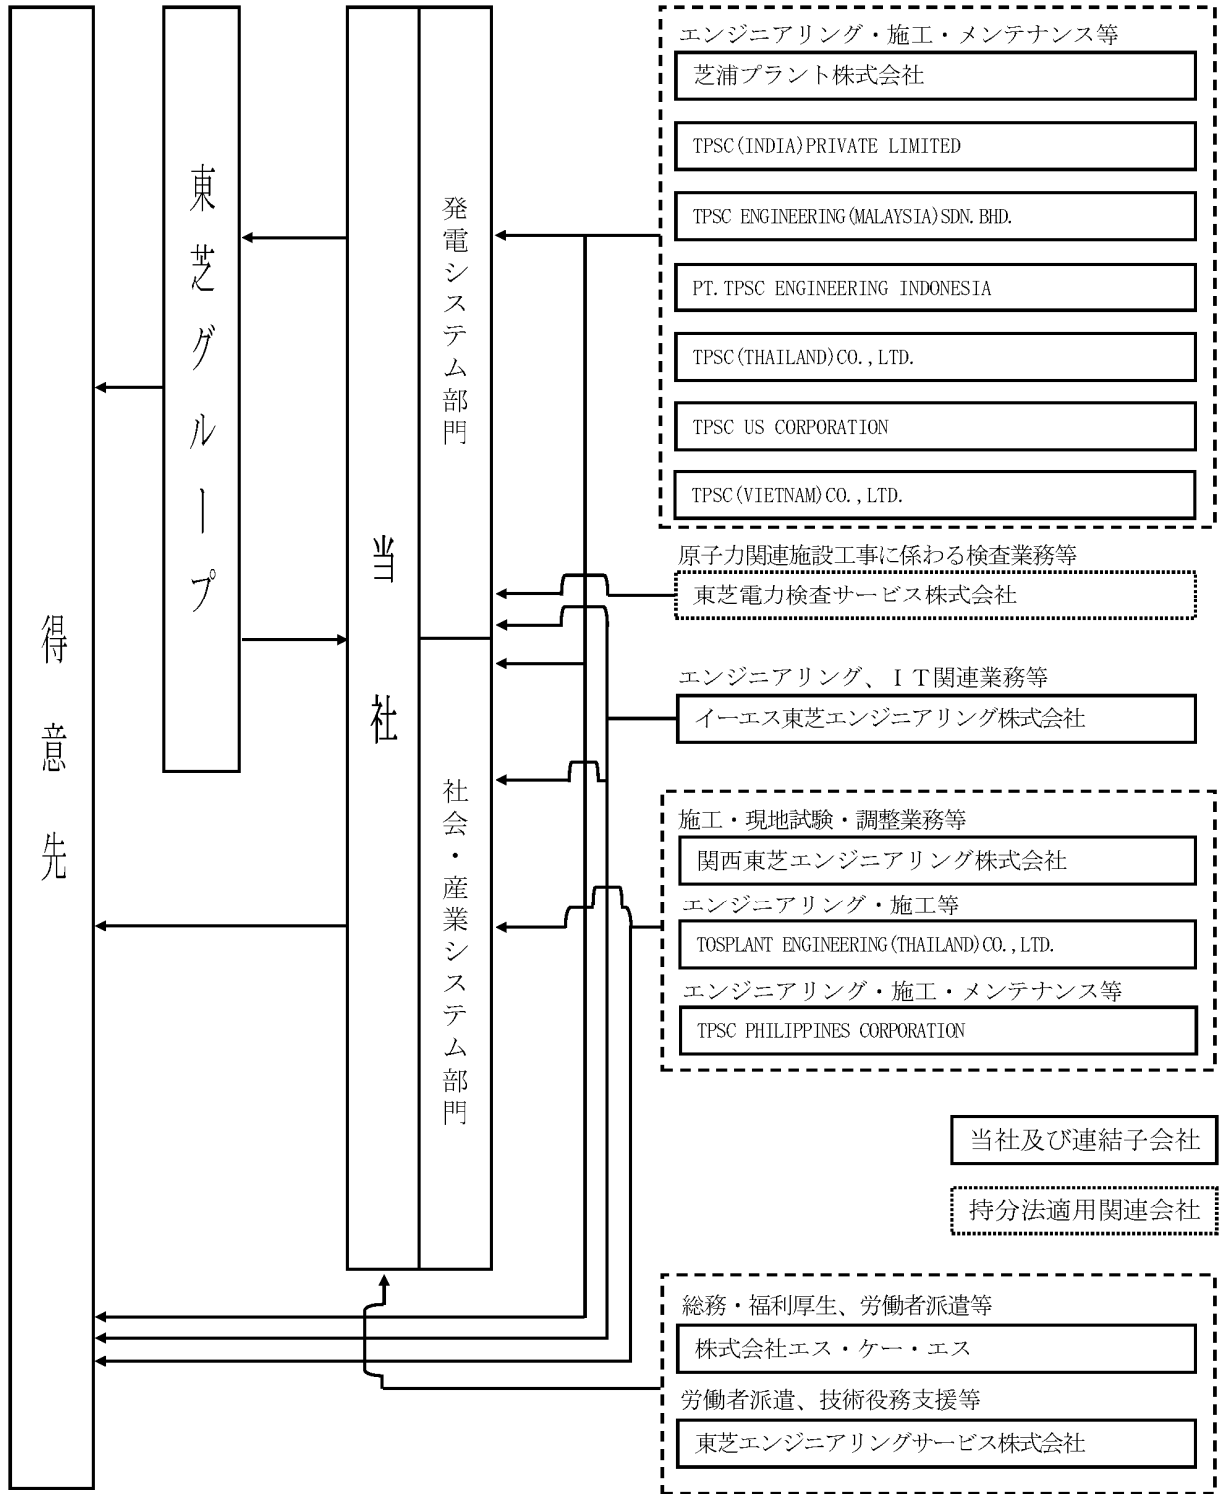 得意先
東芝グループ
当社
発電システム部門
社会・産業システム部門
エンジニアリング・施工・メンテナンス等
芝浦プラント株式会社
TPSC(INDIA)PRIVATE LIMITED
TPSC ENGINEERING(MALAYSIA)SDN.BHD.
PT.TPSC ENGINEERING INDONESIA
TPSC(THAILAND)CO.,LTD.
TPSC US CORPORATION
TPSC(VIETNAM)CO.,LTD.
原子力関連施設工事に係わる検査業務等
東芝電力検査サービス株式会社
エンジニアリング、ＩＴ関連業務等
イーエス東芝エンジニアリング株式会社
施工・現地試験・調整業務等
関西東芝エンジニアリング株式会社
エンジニアリング・施工等
TOSPLANT ENGINEERING(THAILAND)CO.,LTD.
エンジニアリング・施工・メンテナンス等
TPSC PHILIPPINES CORPORATION
当社及び連結子会社
持分法適用関連会社
総務・福利厚生、労働者派遣等
株式会社エス・ケー・エス
労働者派遣、技術役務支援等
東芝エンジニアリングサービス株式会社